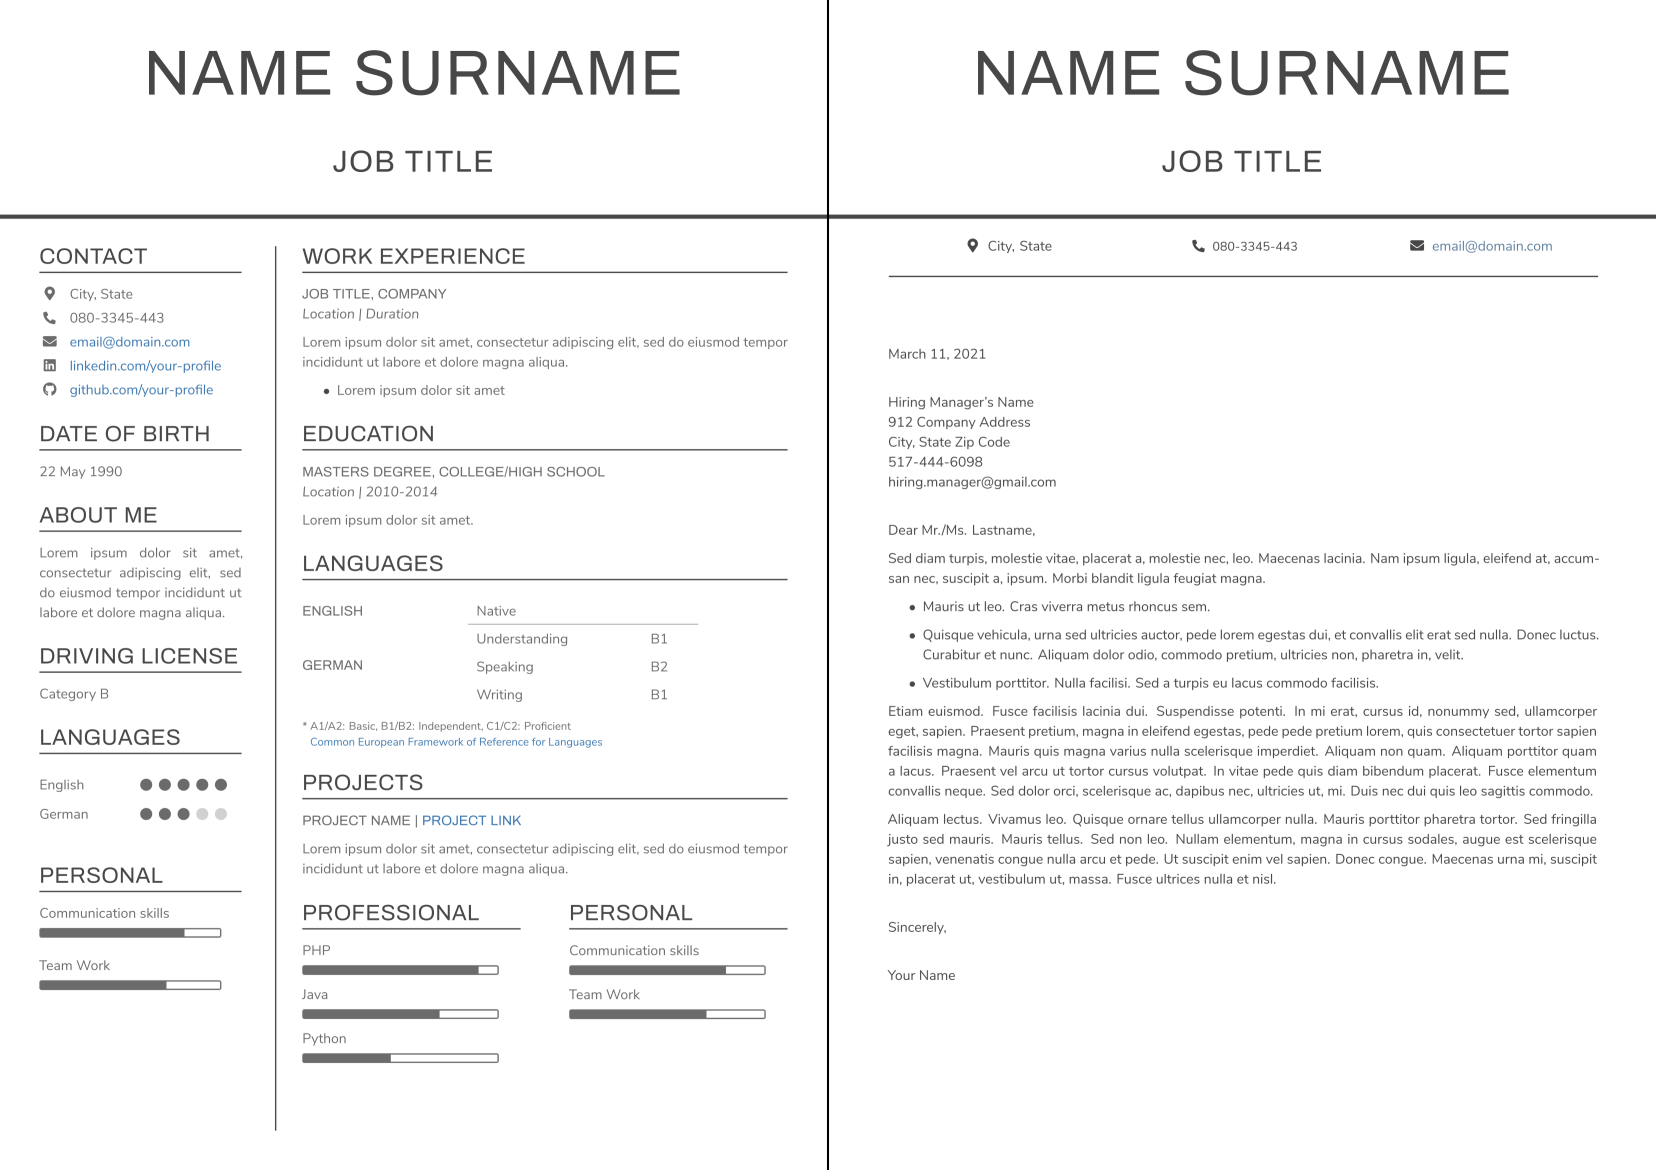 NAME SURNAME
JOB TITLE
CONTACT
City, State
080-3345-443
email@domain.com
linkedin.com/your-profile
github.com/your-profile
DATE OF BIRTH
22 May 1990
ABOUT ME
Lorem ipsum dolor sit amet,
consectetur adipiscing elit, sed
do eiusmod tempor incididunt ut
labore et dolore magna aliqua.
DRIVING LICENSE
Category B
LANGUAGES
English
German
PERSONAL
Communication skills
Team Work
WORK EXPERIENCE
JOB TITLE, COMPANY
Location | Duration
Lorem ipsum dolor sit amet, consectetur adipiscing elit, sed do eiusmod tempor
incididunt ut labore et dolore magna aliqua.
• Lorem ipsum dolor sit amet
EDUCATION
MASTERS DEGREE, COLLEGE/HIGH SCHOOL
Location | 2010-2014
Lorem ipsum dolor sit amet.
LANGUAGES
ENGLISH Native
Understanding B1
GERMAN Speaking B2
Writing B1
* A1/A2: Basic, B1/B2: Independent, C1/C2: Proficient
Common European Framework of Reference for Languages
PROJECTS
PROJECT NAME | PROJECT LINK
Lorem ipsum dolor sit amet, consectetur adipiscing elit, sed do eiusmod tempor
incididunt ut labore et dolore magna aliqua.
PROFESSIONAL
PHP
Java
Python
PERSONAL
Communication skills
Team Work
NAME SURNAME
JOB TITLE
City, State 080-3345-443 email@domain.com
March 11, 2021
Hiring Manager’s Name
912 Company Address
City, State Zip Code
517-444-6098
hiring.manager@gmail.com
Dear Mr./Ms. Lastname,
Sed diam turpis, molestie vitae, placerat a, molestie nec, leo. Maecenas lacinia. Nam ipsum ligula, eleifend at, accum-
san nec, suscipit a, ipsum. Morbi blandit ligula feugiat magna.
• Mauris ut leo. Cras viverra metus rhoncus sem.
• Quisque vehicula, urna sed ultricies auctor, pede lorem egestas dui, et convallis elit erat sed nulla. Donec luctus.
Curabitur et nunc. Aliquam dolor odio, commodo pretium, ultricies non, pharetra in, velit.
• Vestibulum porttitor. Nulla facilisi. Sed a turpis eu lacus commodo facilisis.
Etiam euismod. Fusce facilisis lacinia dui. Suspendisse potenti. In mi erat, cursus id, nonummy sed, ullamcorper
eget, sapien. Praesent pretium, magna in eleifend egestas, pede pede pretium lorem, quis consectetuer tortor sapien
facilisis magna. Mauris quis magna varius nulla scelerisque imperdiet. Aliquam non quam. Aliquam porttitor quam
a lacus. Praesent vel arcu ut tortor cursus volutpat. In vitae pede quis diam bibendum placerat. Fusce elementum
convallis neque. Sed dolor orci, scelerisque ac, dapibus nec, ultricies ut, mi. Duis nec dui quis leo sagittis commodo.
Aliquam lectus. Vivamus leo. Quisque ornare tellus ullamcorper nulla. Mauris porttitor pharetra tortor. Sed fringilla
justo sed mauris. Mauris tellus. Sed non leo. Nullam elementum, magna in cursus sodales, augue est scelerisque
sapien, venenatis congue nulla arcu et pede. Ut suscipit enim vel sapien. Donec congue. Maecenas urna mi, suscipit
in, placerat ut, vestibulum ut, massa. Fusce ultrices nulla et nisl.
Sincerely,
Your Name